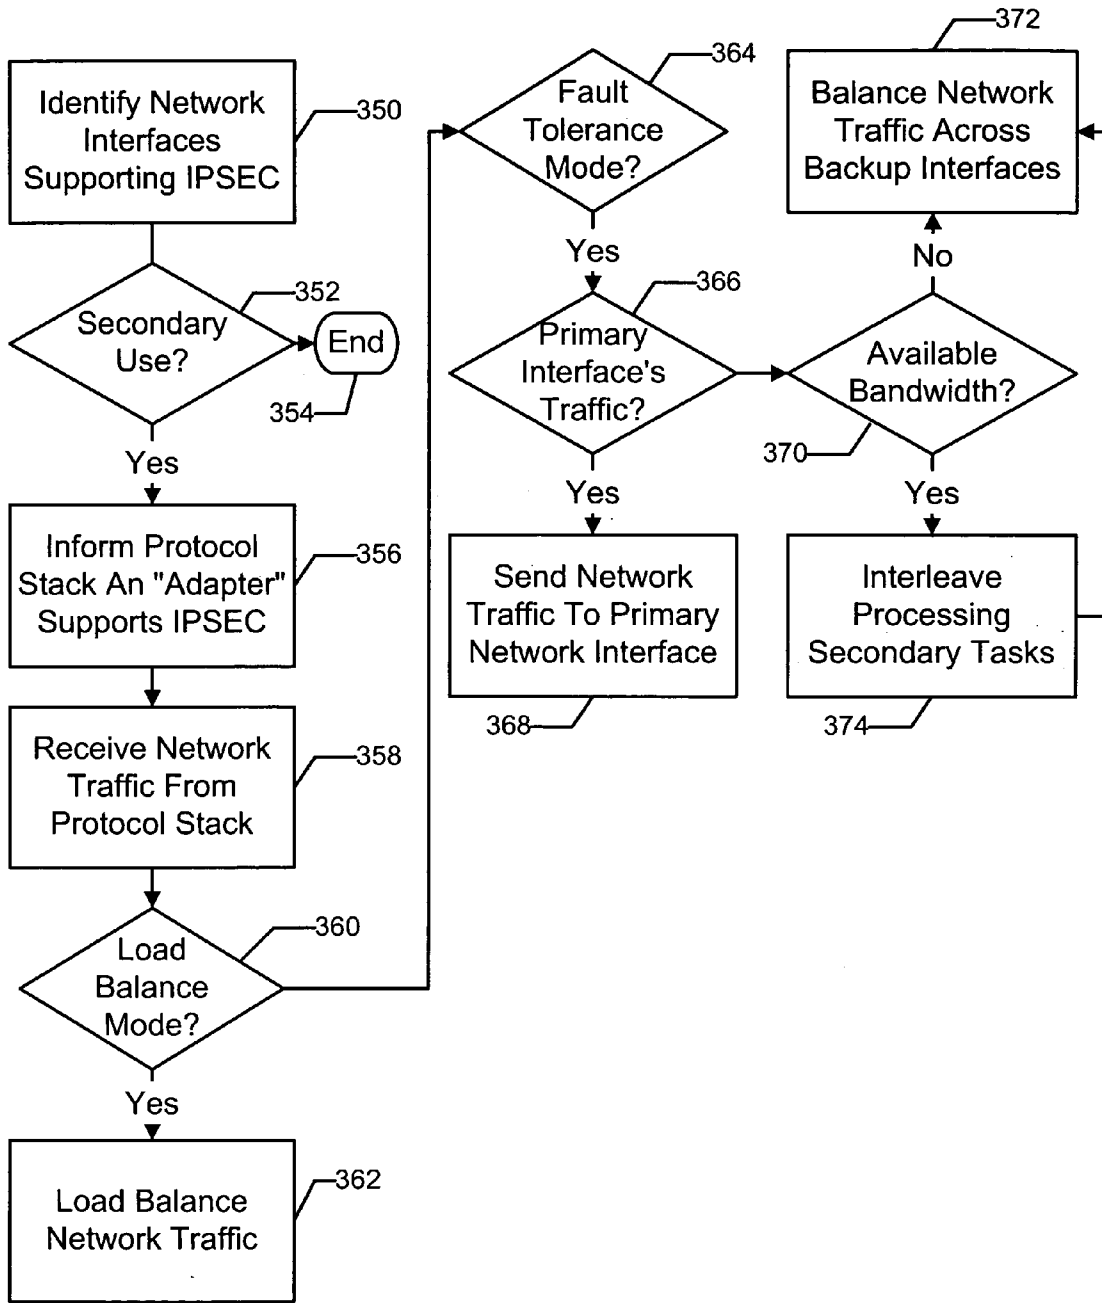 Identify Network
Interfaces
Supporting IPSEC
350
Secondary
Use?
352
End
354
Yes
Inform Protocol
Stack An "Adapter"
Supports IPSEC
356
Receive Network
Traffic From
Protocol Stack
358
Load
Balance
Mode?
360
Yes
Load Balance
Network Traffic
362
Fault
Tolerance
Mode?
364
Yes
Primary
Interface's
Traffic?
366
Yes
Send Network
Traffic To Primary
Network Interface
368
Available
Bandwidth?
370
No
Balance Network
Traffic Across
Backup Interfaces
372
Yes
Interleave
Processing
Secondary Tasks
374